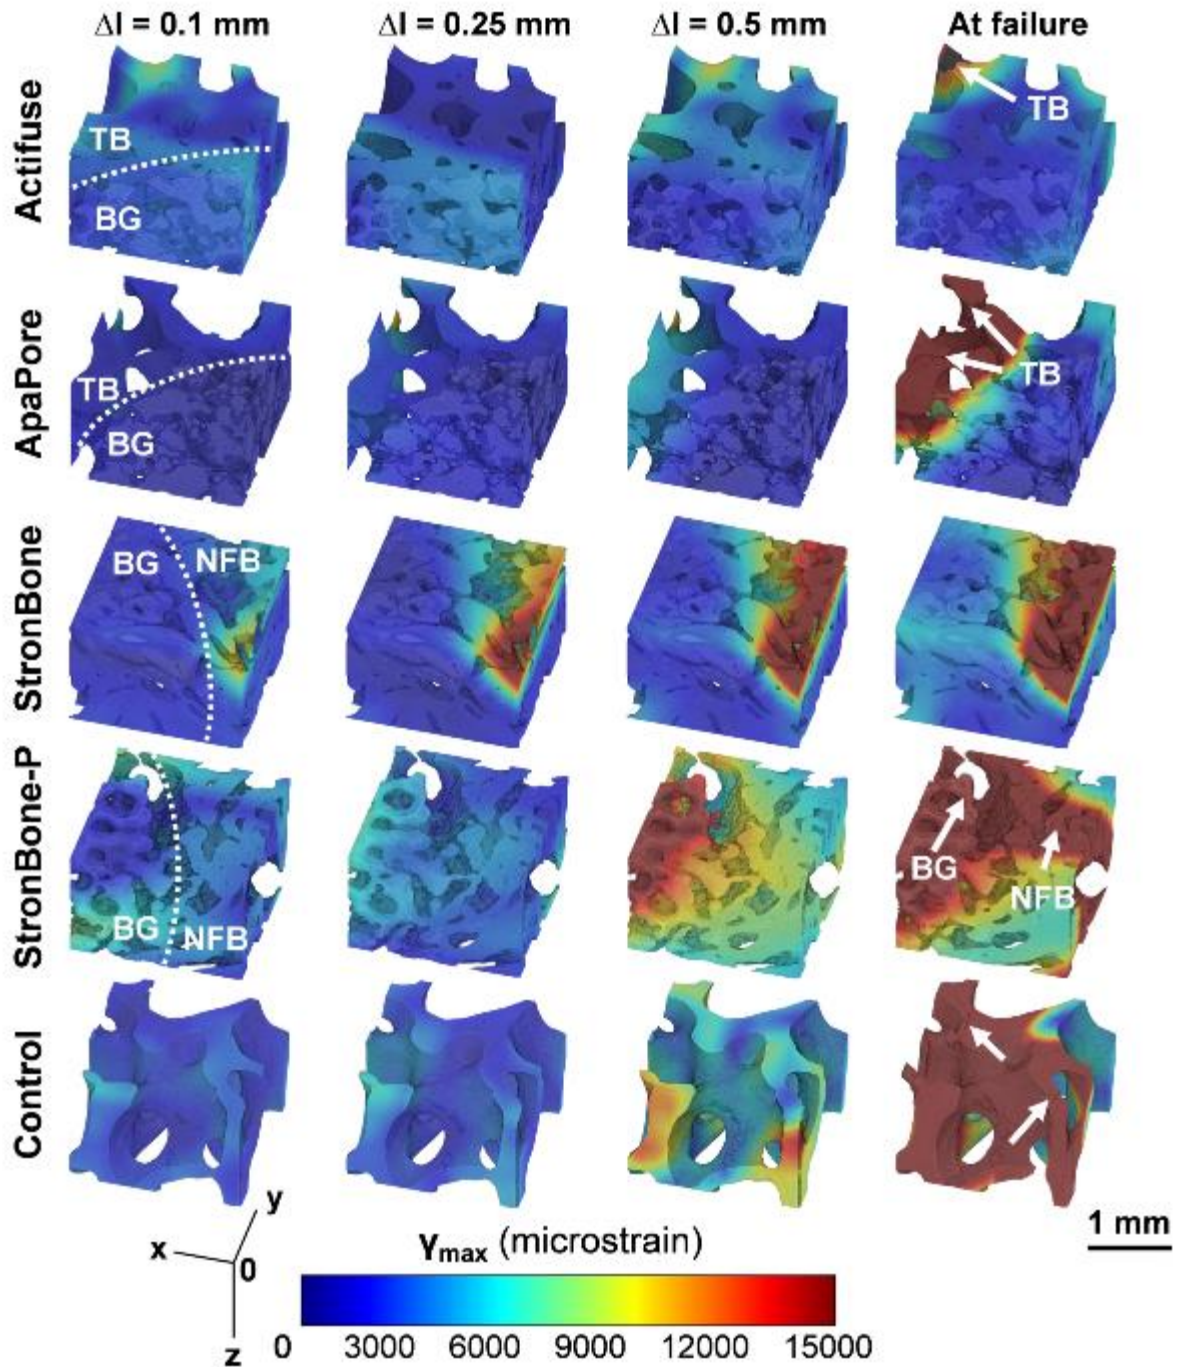 Δl = 0.1 mm
Δl = 0.25 mm
Δl = 0.5 mm
At failure
Actifuse
TB
BG
TB
ApaPore
TB
BG
TB
StronBone
BG
NFB
StronBone-P
BG
NFB
BG
NFB
Control
x
y
0
z
1 mm
γmax (microstrain)
0
3000
6000
9000
12000
15000